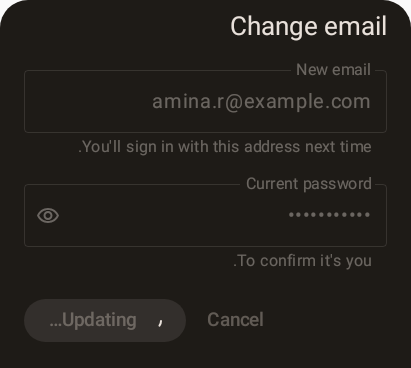 Change email
New email
amina.r@example.com
.You'll sign in with this address next time
Current password
•••••••••••
.To confirm it's you
...Updating
Cancel